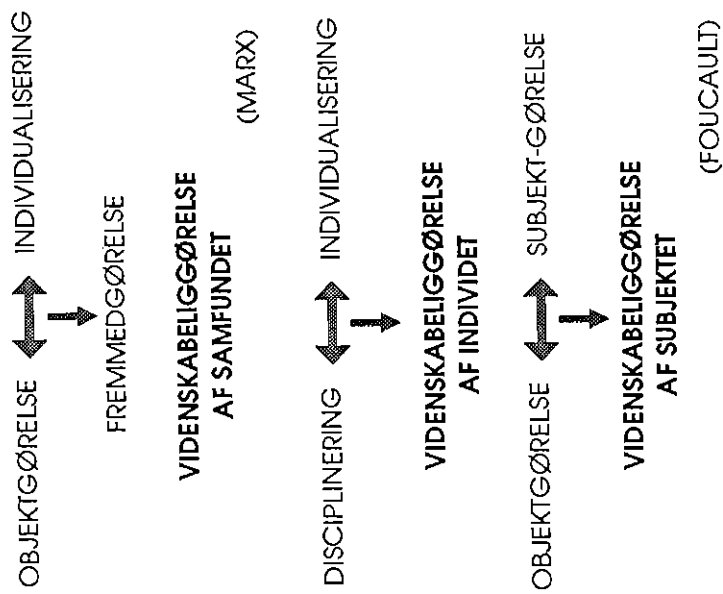 OBJEKTGØRELSE INDIVIDUALISERING
FREMMEDGØRELSE
VIDENSKABELIGGØRELSE
AF SAMFUNDET
(MARX)
DISCIPLINERING INDIVIDUALISERING
VIDENSKABELIGGØRELSE
AF INDIVIDET
OBJEKTGØRELSE SUBJEKT-GØRELSE
VIDENSKABELIGGØRELSE
AF SUBJEKTET
(FOUCAULT)